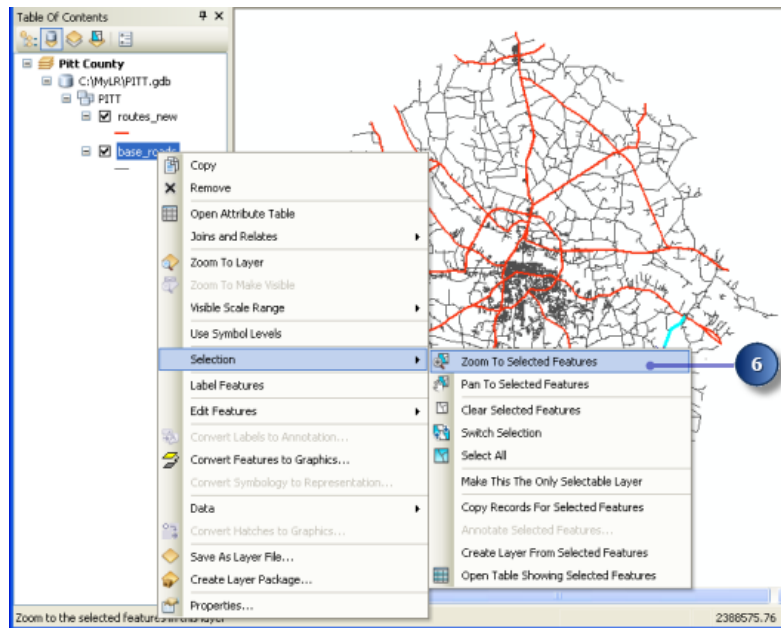 Table Of Contents
Pitt County
C:\MyLR\PITT.gdb
PITT
routes_new
base_roads
Copy
Remove
Open Attribute Table
Joins and Relates
Zoom To Layer
Zoom To Make Visible
Visible Scale Range
Use Symbol Levels
Selection
Label Features
Edit Features
Convert Labels to Annotation...
Convert Features to Graphics...
Convert Symbology to Representation...
Data
Convert Hatches to Graphics...
Save As Layer File...
Create Layer Package...
Properties...
Zoom To Selected Features
6
Pan To Selected Features
Clear Selected Features
Switch Selection
Select All
Make This The Only Selectable Layer
Copy Records For Selected Features
Annotate Selected Features...
Create Layer From Selected Features
Open Table Showing Selected Features
Zoom to the selected features in this layer
2388575.76